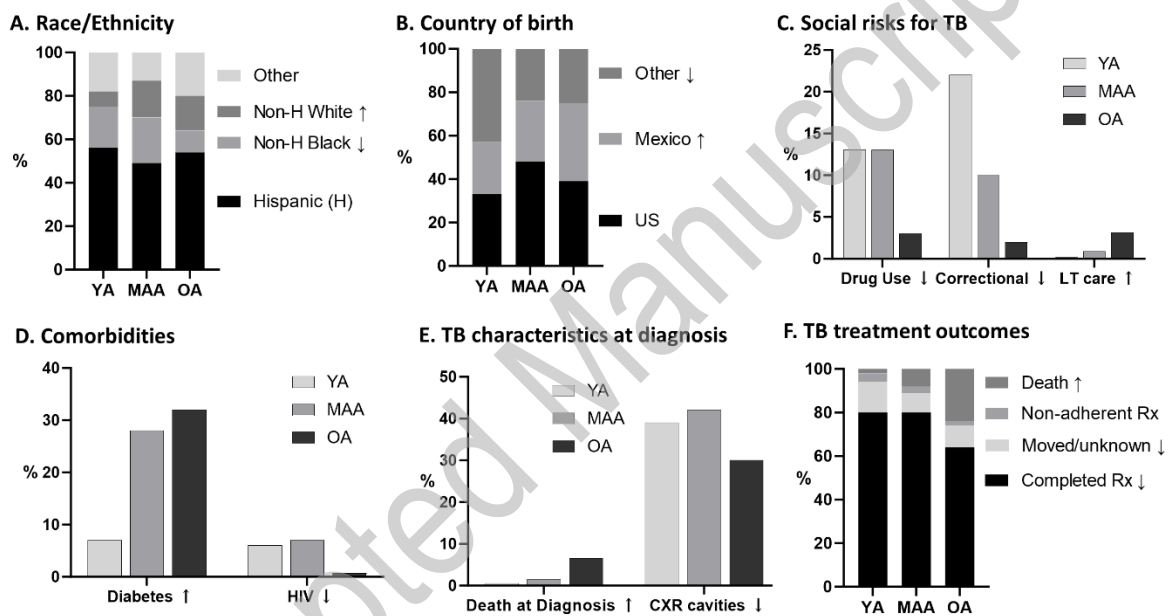 A. Race/Ethnicity
100
80
60
%
40
20
0
YA MAA OA
Other
Non-H White ↑
Non-H Black ↓
Hispanic (H)
B. Country of birth
100
80
60
%
40
20
0
YA MAA OA
Other ↓
Mexico ↑
US
C. Social risks for TB
25
20
15
%
10
5
0
YA
MAA
OA
Drug Use ↓ Correctional ↓ LT care ↑
D. Comorbidities
40
30
%
20
10
0
YA
MAA
OA
Diabetes ↑ HIV ↓
E. TB characteristics at diagnosis
50
40
30
%
20
10
0
YA
MAA
OA
Death at Diagnosis ↑ CXR cavities ↓
F. TB treatment outcomes
100
80
60
%
40
20
0
YA MAA OA
Death ↑
Non-adherent Rx
Moved/unknown ↓
Completed Rx ↓
pted Manuscrip